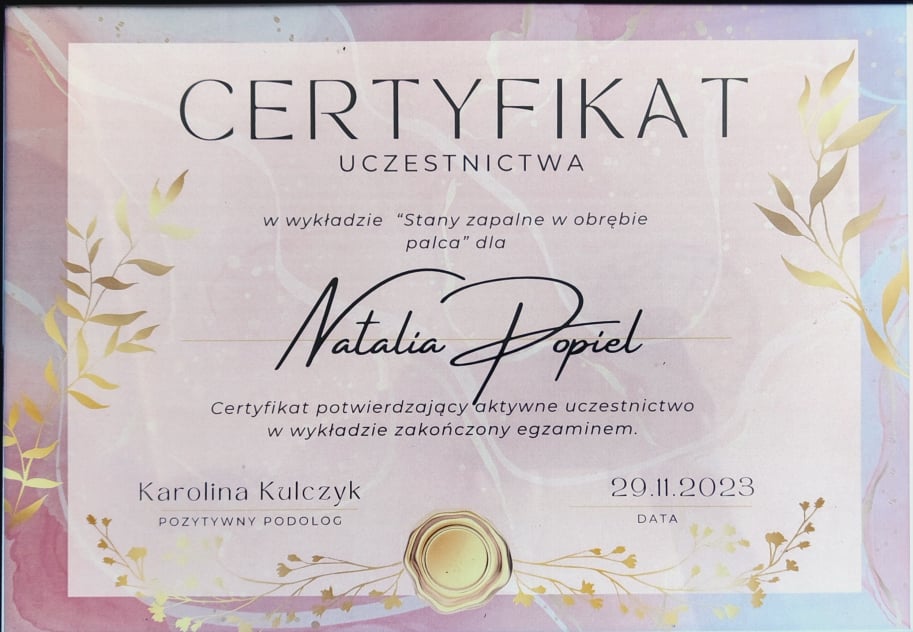 CERTYFIKAT
UCZESTNICTWA
w wykładzie “Stany zapalne w obrębie
palca” dla
Natalia Popiel
Certyfikat potwierdzający aktywne uczestnictwo
w wykładzie zakończony egzaminem.
Karolina Kulczyk
POZYTYWNY PODOLOG
29.11.2023
DATA